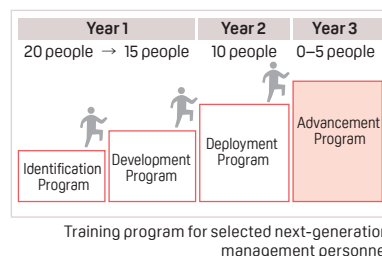 Year 1 Year 2 Year 3
20 people → 15 people 10 people 0–5 people
Identification
Program
Development
Program
Deployment
Program
Advancement
Program
Training program for selected next-generation
management personne